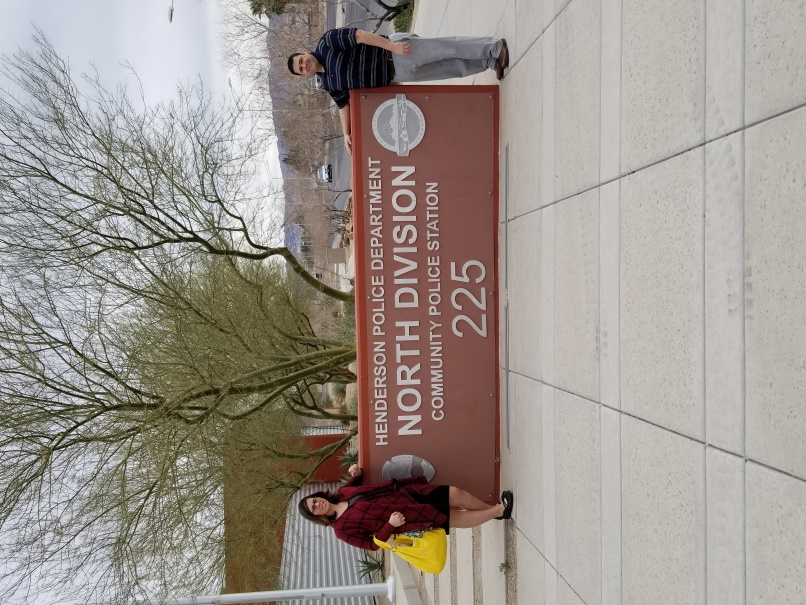 HENDERSON POLICE DEPARTMENT
NORTH DIVISION
COMMUNITY POLICE STATION
225